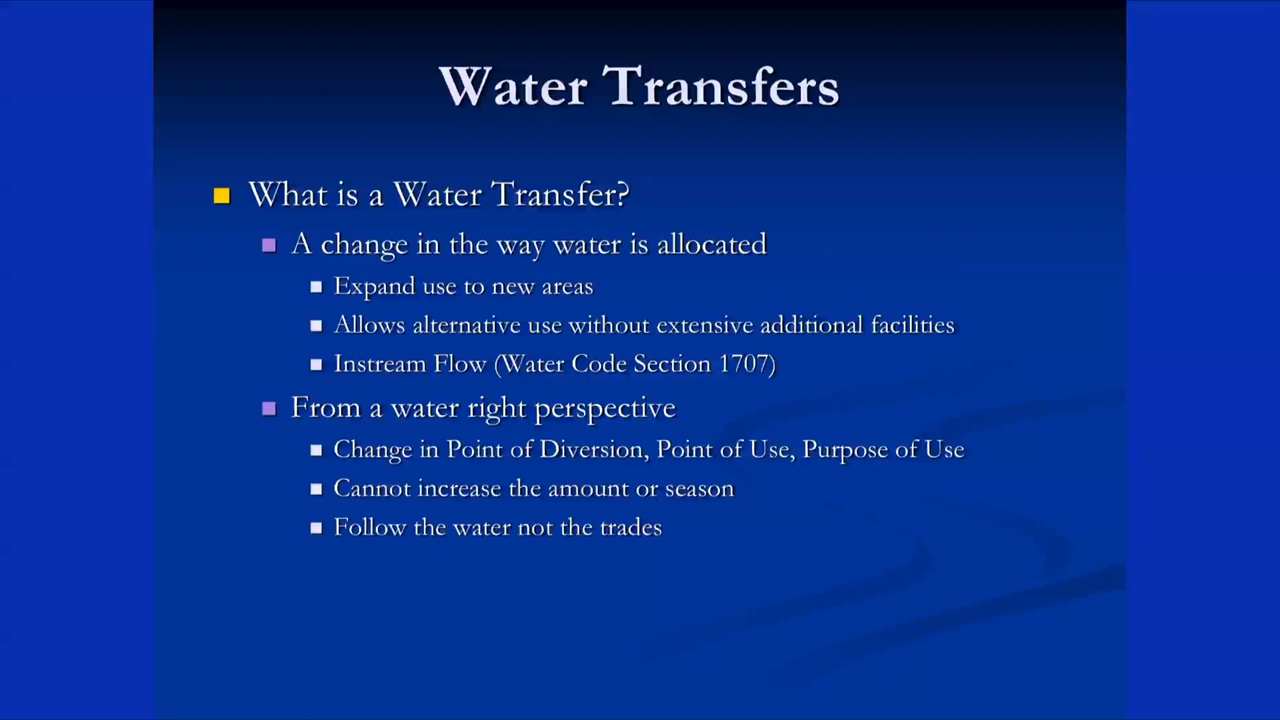 Water Transfers
What is a Water Transfer?
A change in the way water is allocated
Expand use to new areas
Allows alternative use without extensive additional facilities
Instream Flow (Water Code Section 1707)
From a water right perspective
Change in Point of Diversion, Point of Use, Purpose of Use
Cannot increase the amount or season
Follow the water not the trades